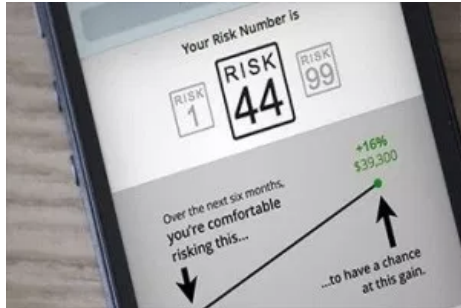 Your Risk Number is
RISK
1
RISK
44
RISK
99
+16%
$39,300
Over the next six months,
you're comfortable
risking this...
...to have a chance
at this gain.